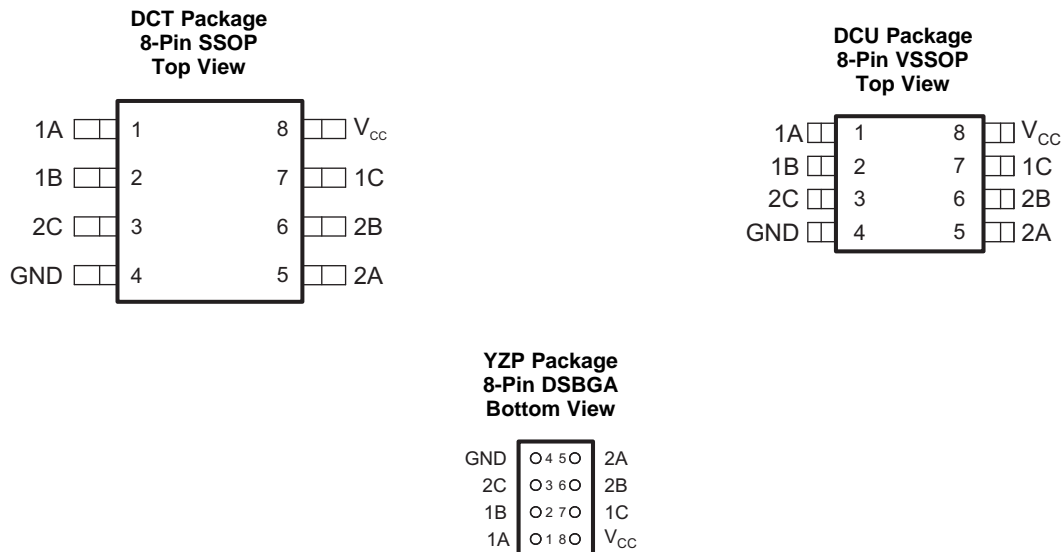 DCT Package
8-Pin SSOP
Top View
1A 1 8 V_CC
1B 2 7 1C
2C 3 6 2B
GND 4 5 2A
DCU Package
8-Pin VSSOP
Top View
1A 1 8 V_CC
1B 2 7 1C
2C 3 6 2B
GND 4 5 2A
YZP Package
8-Pin DSBGA
Bottom View
GND 4 5 2A
2C 3 6 2B
1B 2 7 1C
1A 1 8 V_CC